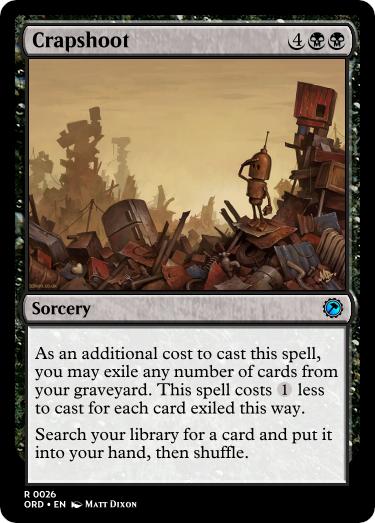 Crapshoot 4
Sorcery
As an additional cost to cast this spell,
you may exile any number of cards from
your graveyard. This spell costs 1 less
to cast for each card exiled this way.
Search your library for a card and put it
into your hand, then shuffle.
R 0026
ORD • EN Matt Dixon